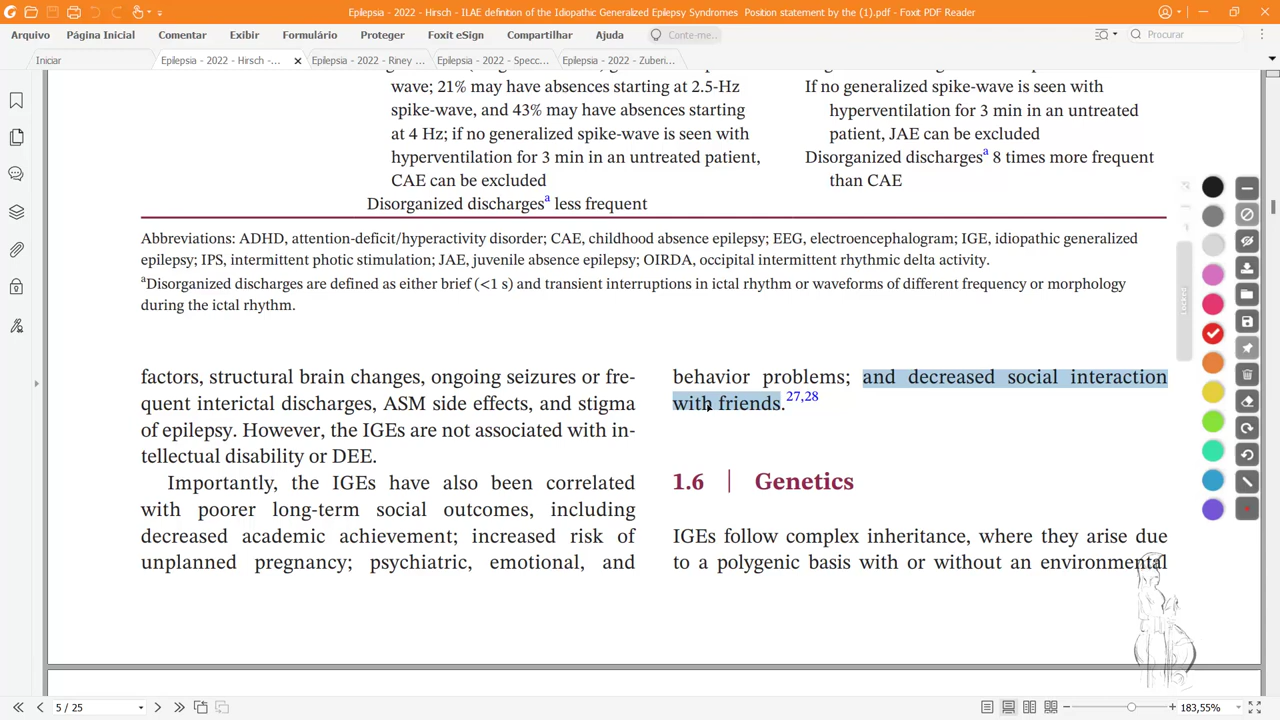 Epilepsia - 2022 - Hirsch - ILAE definition of the Idiopathic Generalized Epilepsy Syndromes Position statement by the (1).pdf - Foxit PDF Reader
Arquivo Página Inicial Comentar Exibir Formulário Proteger Foxit eSign Compartilhar Ajuda Conte-me... Procurar
Iniciar Epilepsia - 2022 - Hirsch -... Epilepsia - 2022 - Riney ... Epilepsia - 2022 - Specc... Epilepsia - 2022 - Zuberi...
wave; 21% may have absences starting at 2.5-Hz
spike-wave, and 43% may have absences starting
at 4 Hz; if no generalized spike-wave is seen with
hyperventilation for 3 min in an untreated patient,
CAE can be excluded
Disorganized dischargesa less frequent
If no generalized spike-wave is seen with
hyperventilation for 3 min in an untreated
patient, JAE can be excluded
Disorganized dischargesa 8 times more frequent
than CAE
Abbreviations: ADHD, attention-deficit/hyperactivity disorder; CAE, childhood absence epilepsy; EEG, electroencephalogram; IGE, idiopathic generalized
epilepsy; IPS, intermittent photic stimulation; JAE, juvenile absence epilepsy; OIRDA, occipital intermittent rhythmic delta activity.
aDisorganized discharges are defined as either brief (<1 s) and transient interruptions in ictal rhythm or waveforms of different frequency or morphology
during the ictal rhythm.
factors, structural brain changes, ongoing seizures or fre-
quent interictal discharges, ASM side effects, and stigma
of epilepsy. However, the IGEs are not associated with in-
tellectual disability or DEE.
Importantly, the IGEs have also been correlated
with poorer long-term social outcomes, including
decreased academic achievement; increased risk of
unplanned pregnancy; psychiatric, emotional, and
behavior problems; and decreased social interaction
with friends.27,28
1.6 | Genetics
IGEs follow complex inheritance, where they arise due
to a polygenic basis with or without an environmental
5 / 25
183,55%